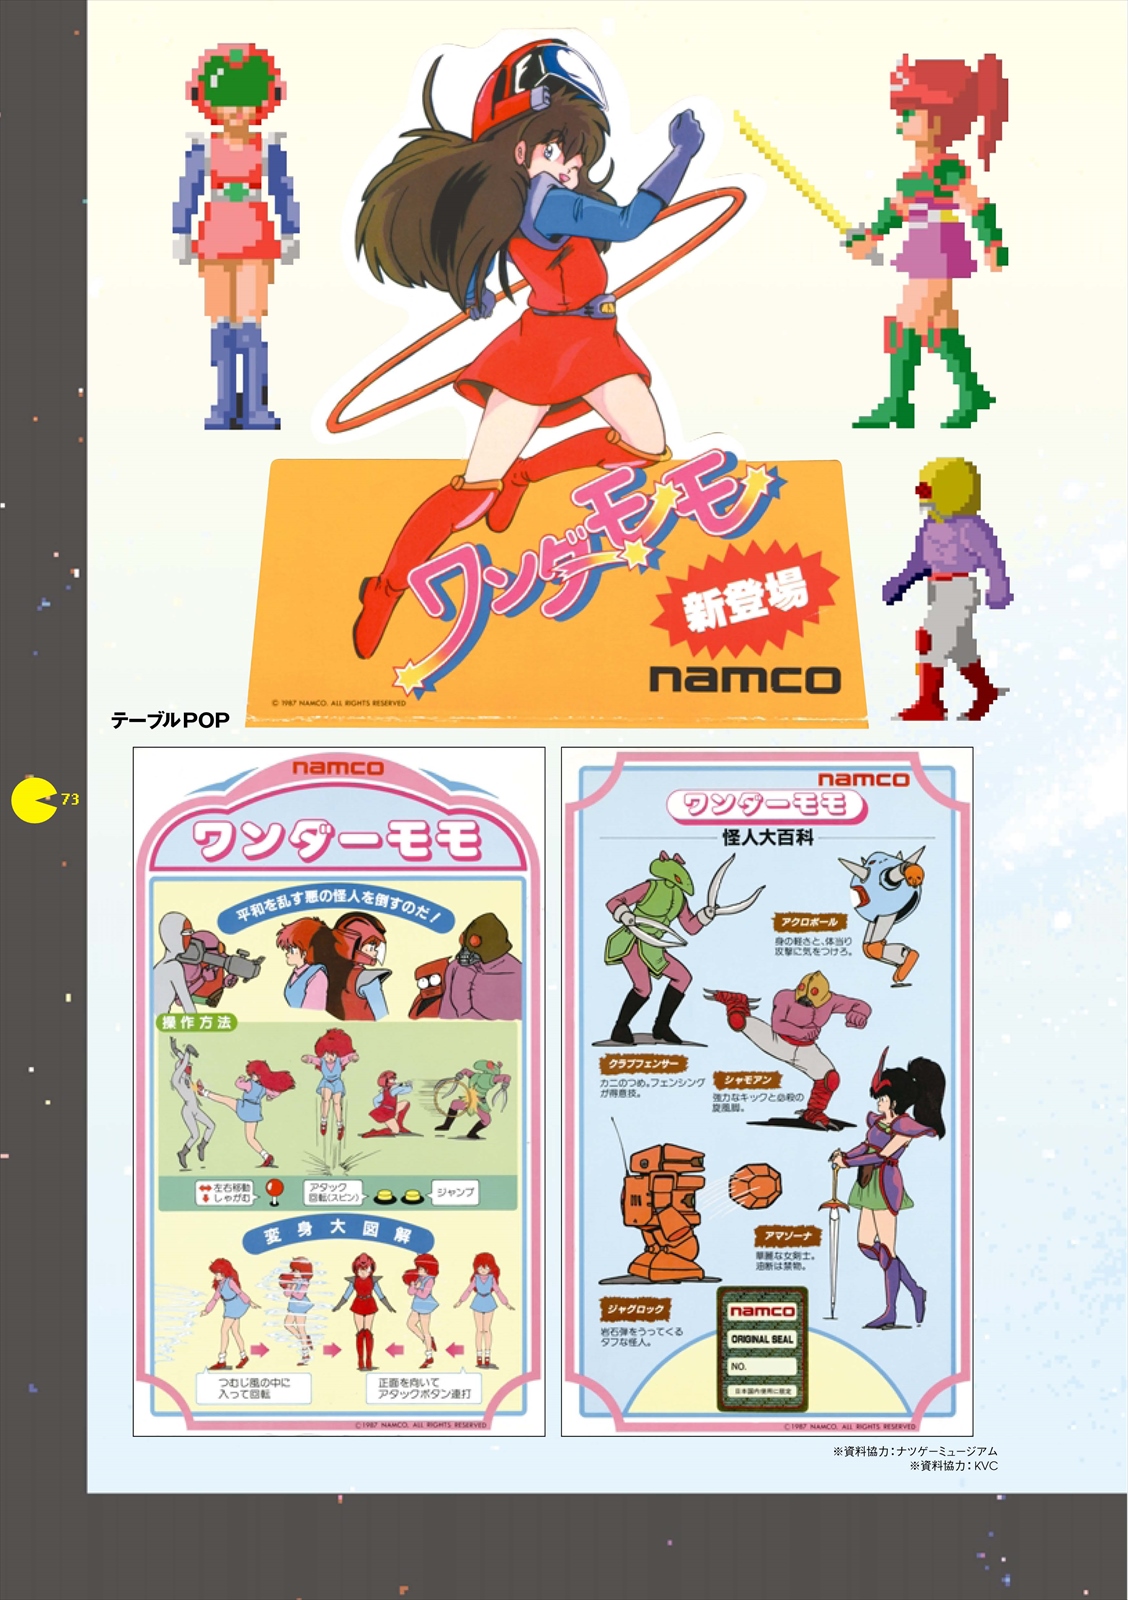 ワンダーモモ
新登場
namco
© 1987 NAMCO. ALL RIGHTS RESERVED
テーブルPOP
73
namco
ワンダーモモ
平和を乱す悪の怪人を倒すのだ！
操作方法
左右移動
しゃがむ
アタック
回転(スピン)
ジャンプ
変身大図解
つむじ風の中に
入って回転
正面を向いて
アタックボタン連打
© 1987 NAMCO. ALL RIGHTS RESERVED
namco
ワンダーモモ
怪人大百科
アクロボール
身の軽さと、体当り
攻撃に気をつけろ。
クラブフェンサー
カニのつめ。フェンシング
が得意技。
シャモアン
強力なキックと必殺の
旋風脚。
アマゾーナ
華麗な女剣士。
油断は禁物。
ジャグロック
岩石弾をうってくる
タフな怪人。
namco
ORIGINAL SEAL
NO.
日本国内使用に限定
© 1987 NAMCO. ALL RIGHTS RESERVED
※資料協力：ナツゲーミュージアム
※資料協力：KVC